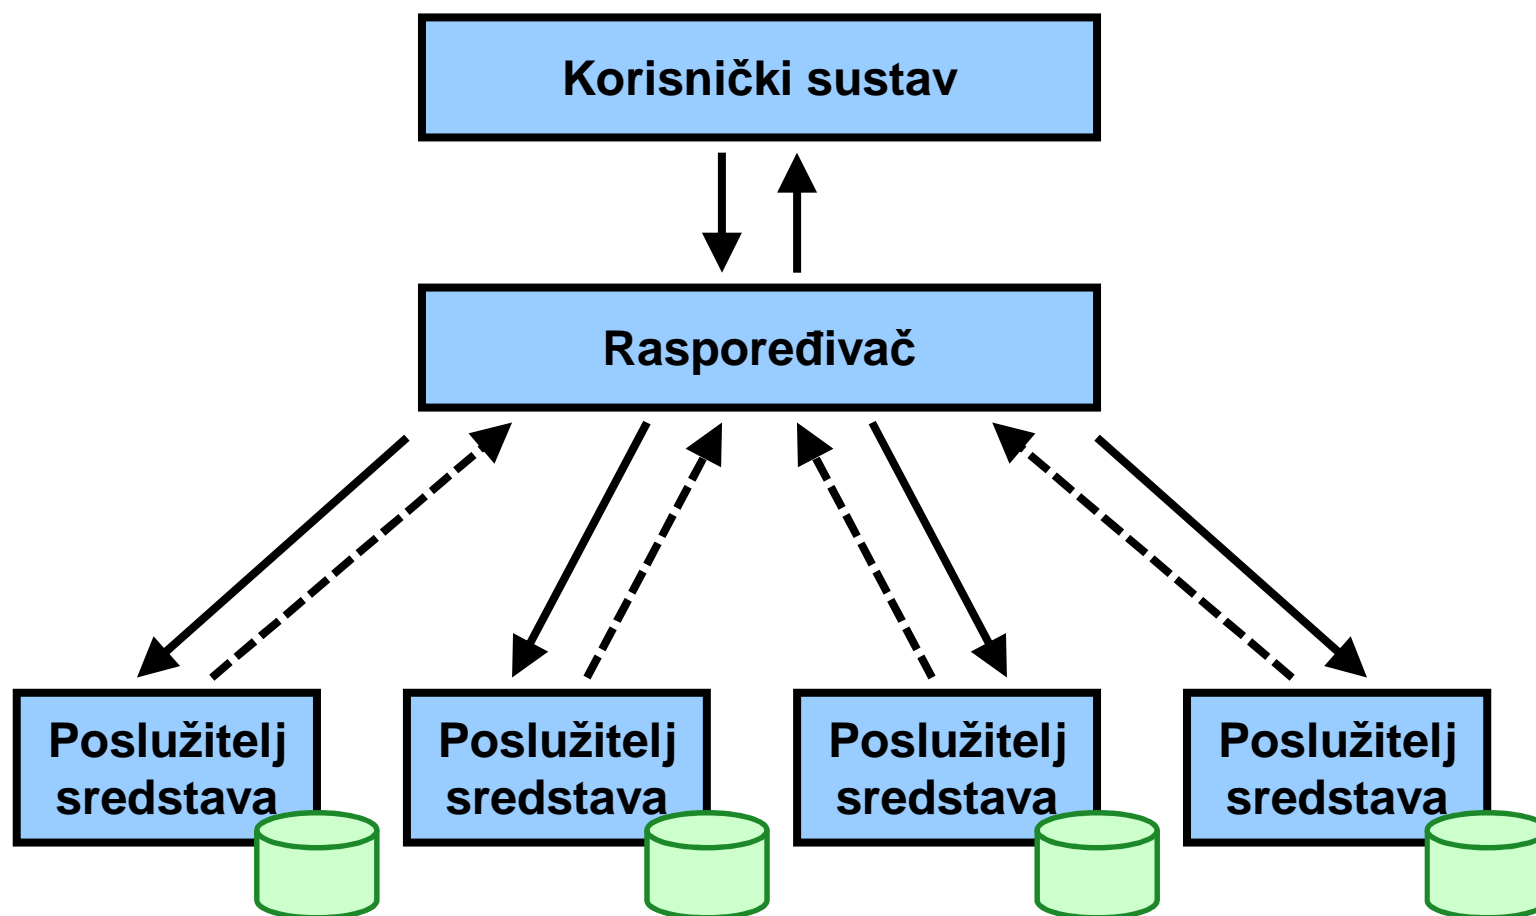 Korisnički sustav
Raspoređivač
Poslužitelj
sredstava
Poslužitelj
sredstava
Poslužitelj
sredstava
Poslužitelj
sredstava